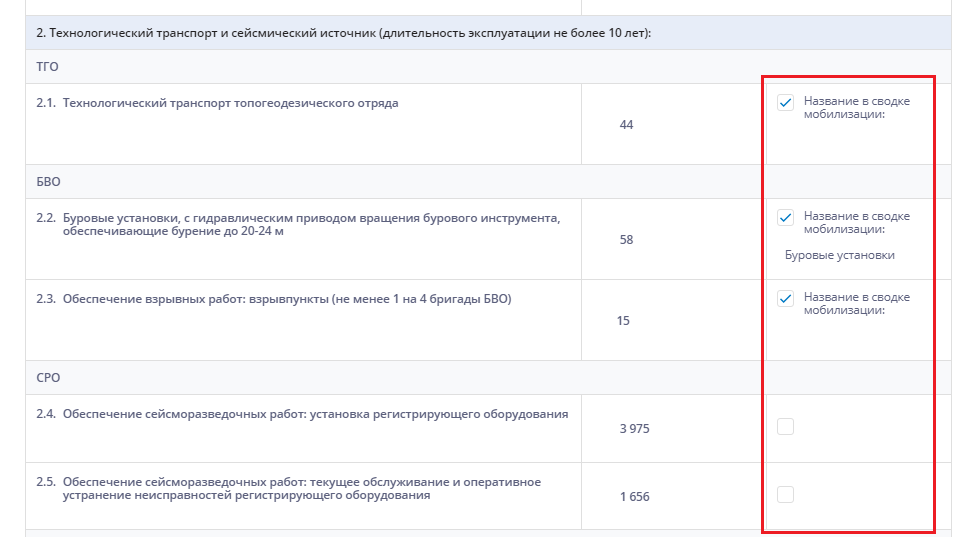 2. Технологический транспорт и сейсмический источник (длительность эксплуатации не более 10 лет):
ТГО
2.1. Технологический транспорт топогеодезического отряда
44
Название в сводке
мобилизации:
БВО
2.2. Буровые установки, с гидравлическим приводом вращения бурового инструмента,
обеспечивающие бурение до 20-24 м
58
Название в сводке
мобилизации:
Буровые установки
2.3. Обеспечение взрывных работ: взрывпункты (не менее 1 на 4 бригады БВО)
15
Название в сводке
мобилизации:
СРО
2.4. Обеспечение сейсморазведочных работ: установка регистрирующего оборудования
3 975
2.5. Обеспечение сейсморазведочных работ: текущее обслуживание и оперативное
устранение неисправностей регистрирующего оборудования
1 656